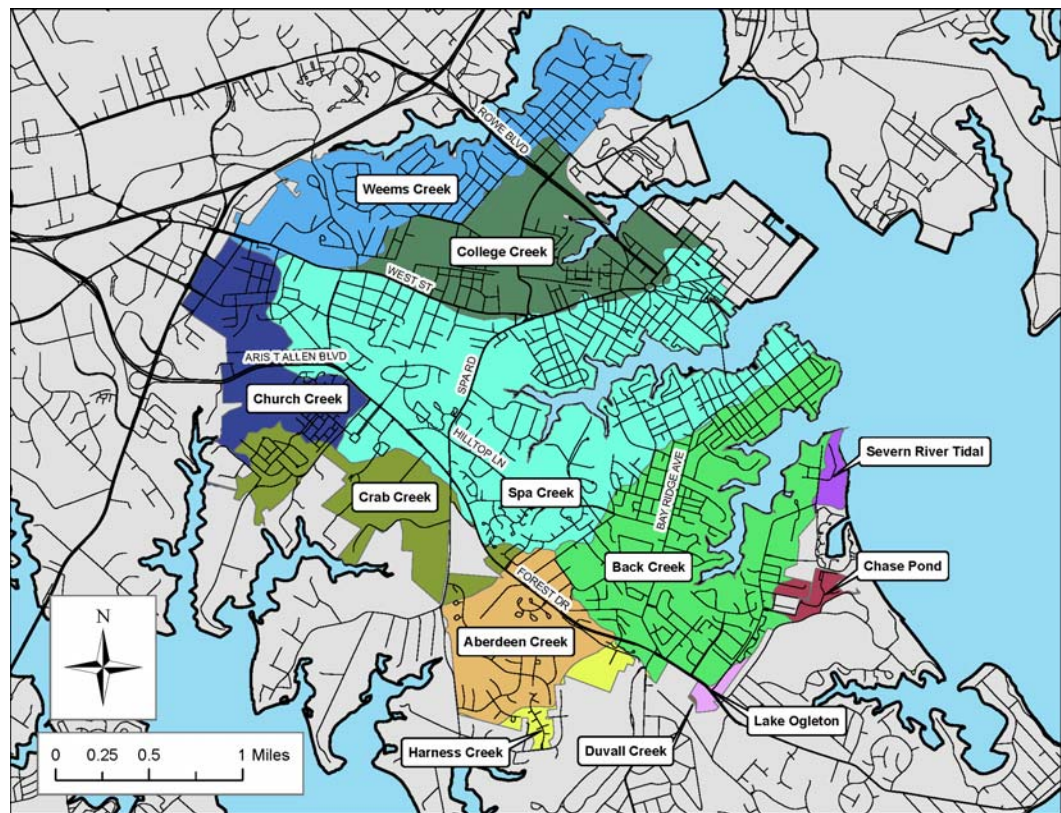 ROWE BLVD
Weems Creek
College Creek
WEST ST
ARIS T ALLEN BLVD
SPA RD
Church Creek
HILLTOP LN
Severn River Tidal
Crab Creek
Spa Creek
BAY RIDGE AVE
Back Creek
Chase Pond
FOREST DR
N
Aberdeen Creek
Lake Ogleton
Harness Creek
Duvall Creek
0 0.25 0.5 1 Miles